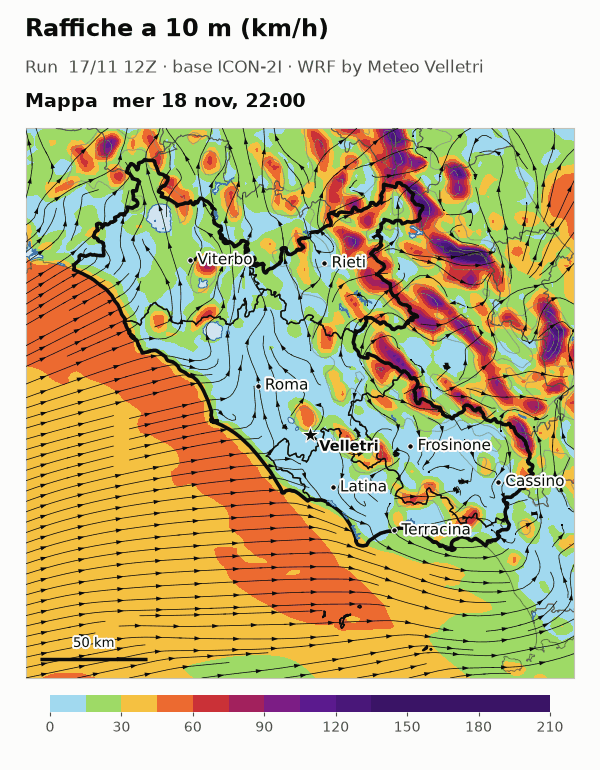 Raffiche a 10 m (km/h)
Run  17/11 12Z · base ICON-2I · WRF by Meteo Velletri
Mappa  mer 18 nov, 22:00
Viterbo
Rieti
Roma
Velletri
Frosinone
Latina
Cassino
Terracina
50 km
0 30 60 90 120 150 180 210